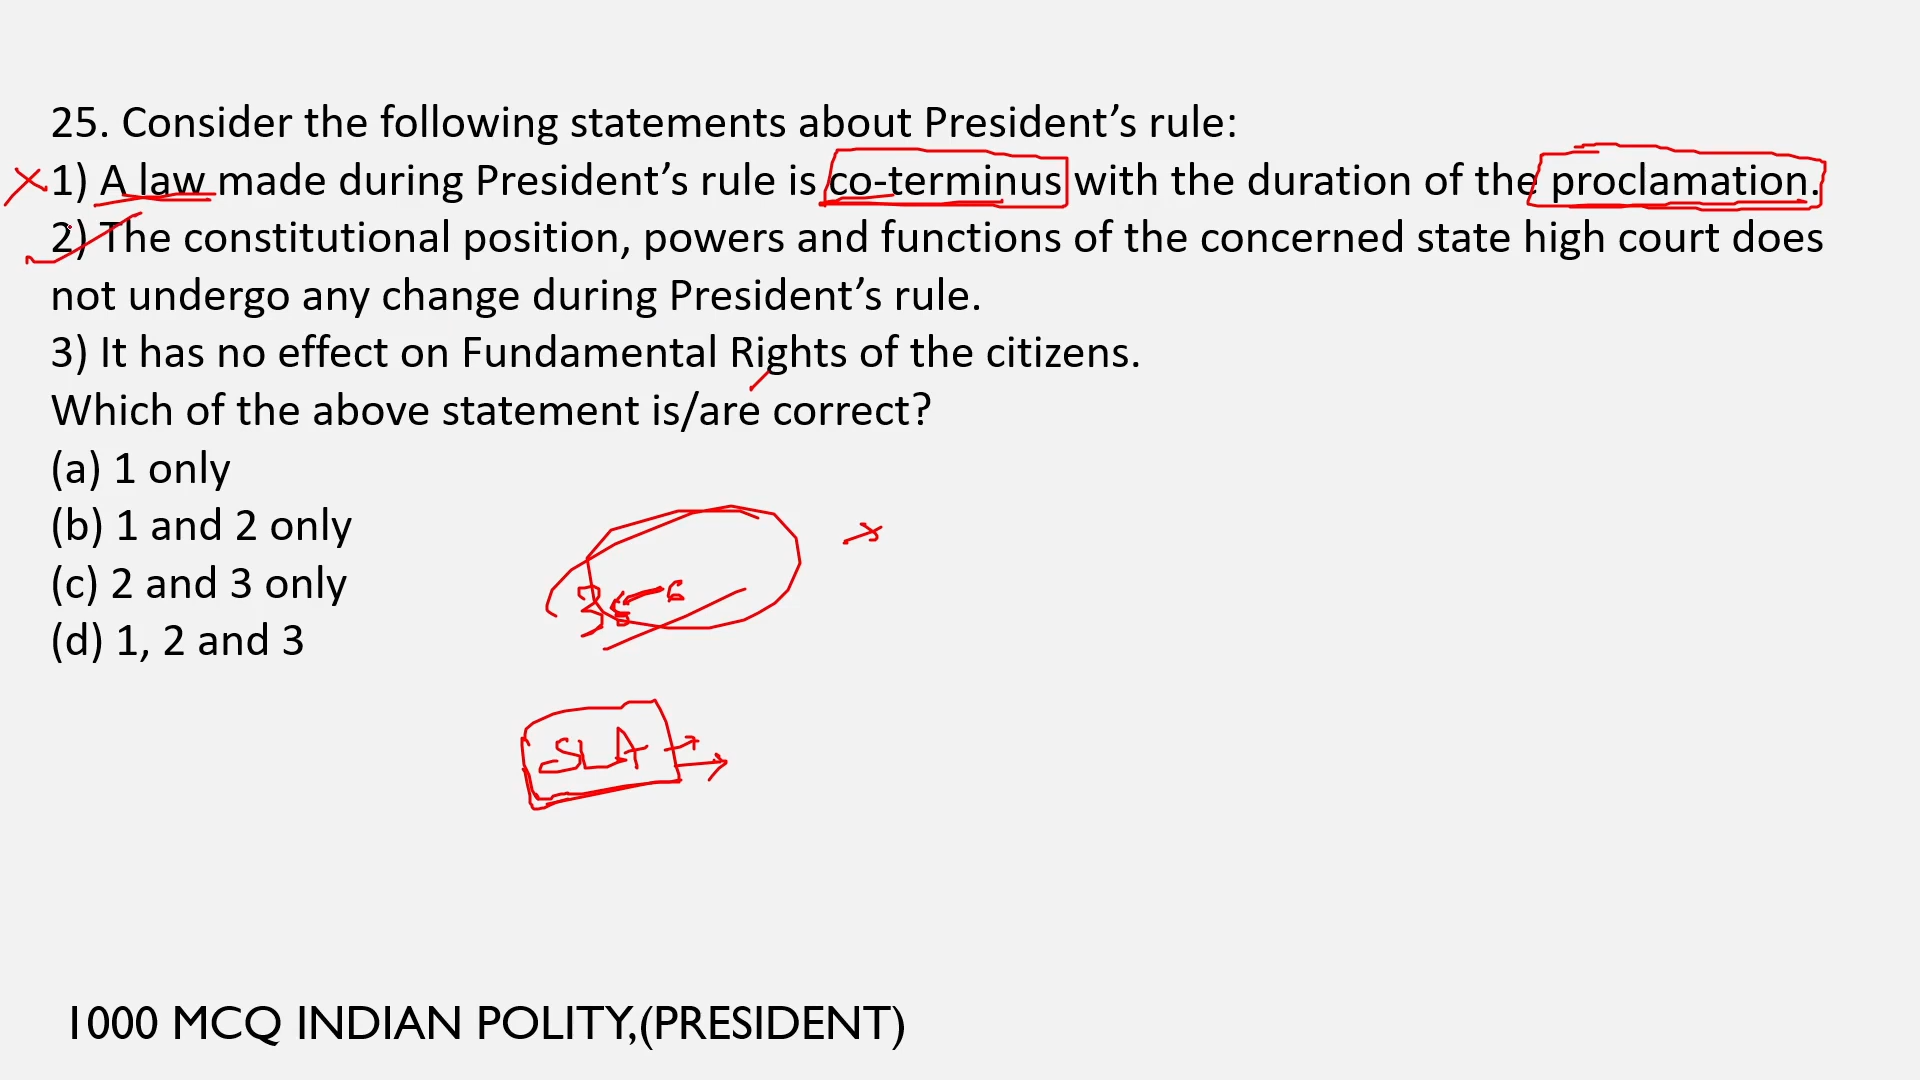 25. Consider the following statements about President’s rule:
1) A law made during President’s rule is co-terminus with the duration of the proclamation.
2) The constitutional position, powers and functions of the concerned state high court does
not undergo any change during President’s rule.
3) It has no effect on Fundamental Rights of the citizens.
Which of the above statement is/are correct?
(a) 1 only
(b) 1 and 2 only
(c) 2 and 3 only
(d) 1, 2 and 3
SLA
1000 MCQ INDIAN POLITY,(PRESIDENT)